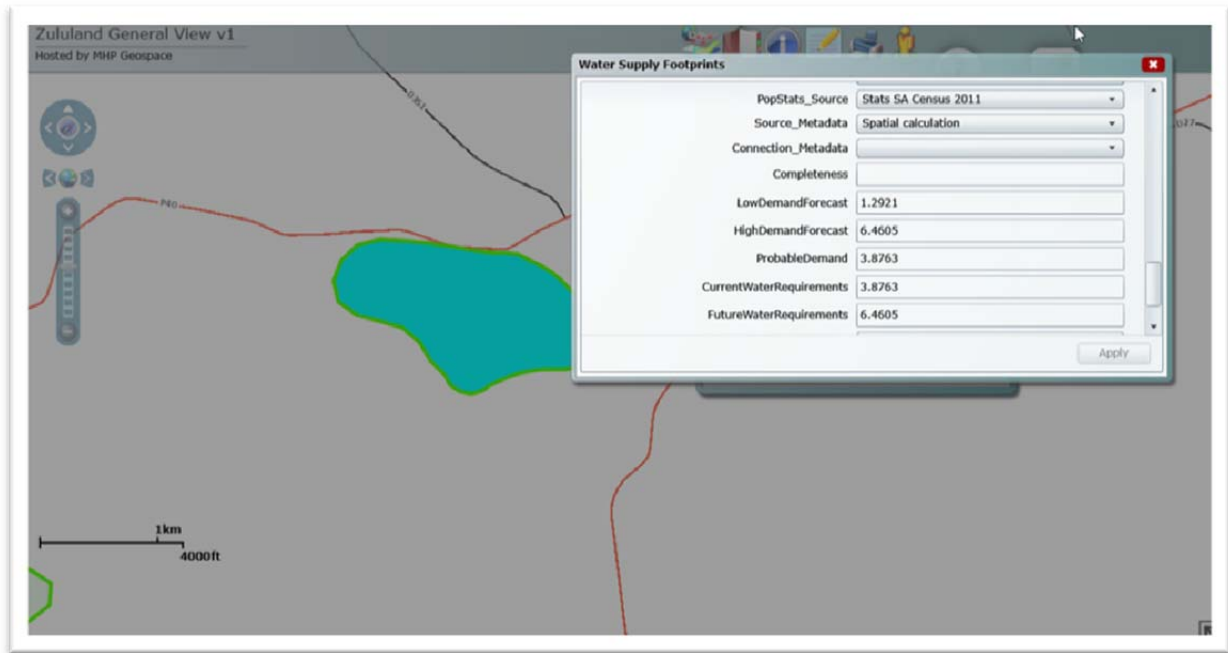 Zululand General View v1
Hosted by MHP Geospace
Water Supply Footprints
PopStats_Source Stats SA Census 2011
Source_Metadata Spatial calculation
Connection_Metadata
Completeness
LowDemandForecast 1.2921
HighDemandForecast 6.4605
ProbableDemand 3.8763
CurrentWaterRequirements 3.8763
FutureWaterRequirements 6.4605
Apply
1km
4000ft